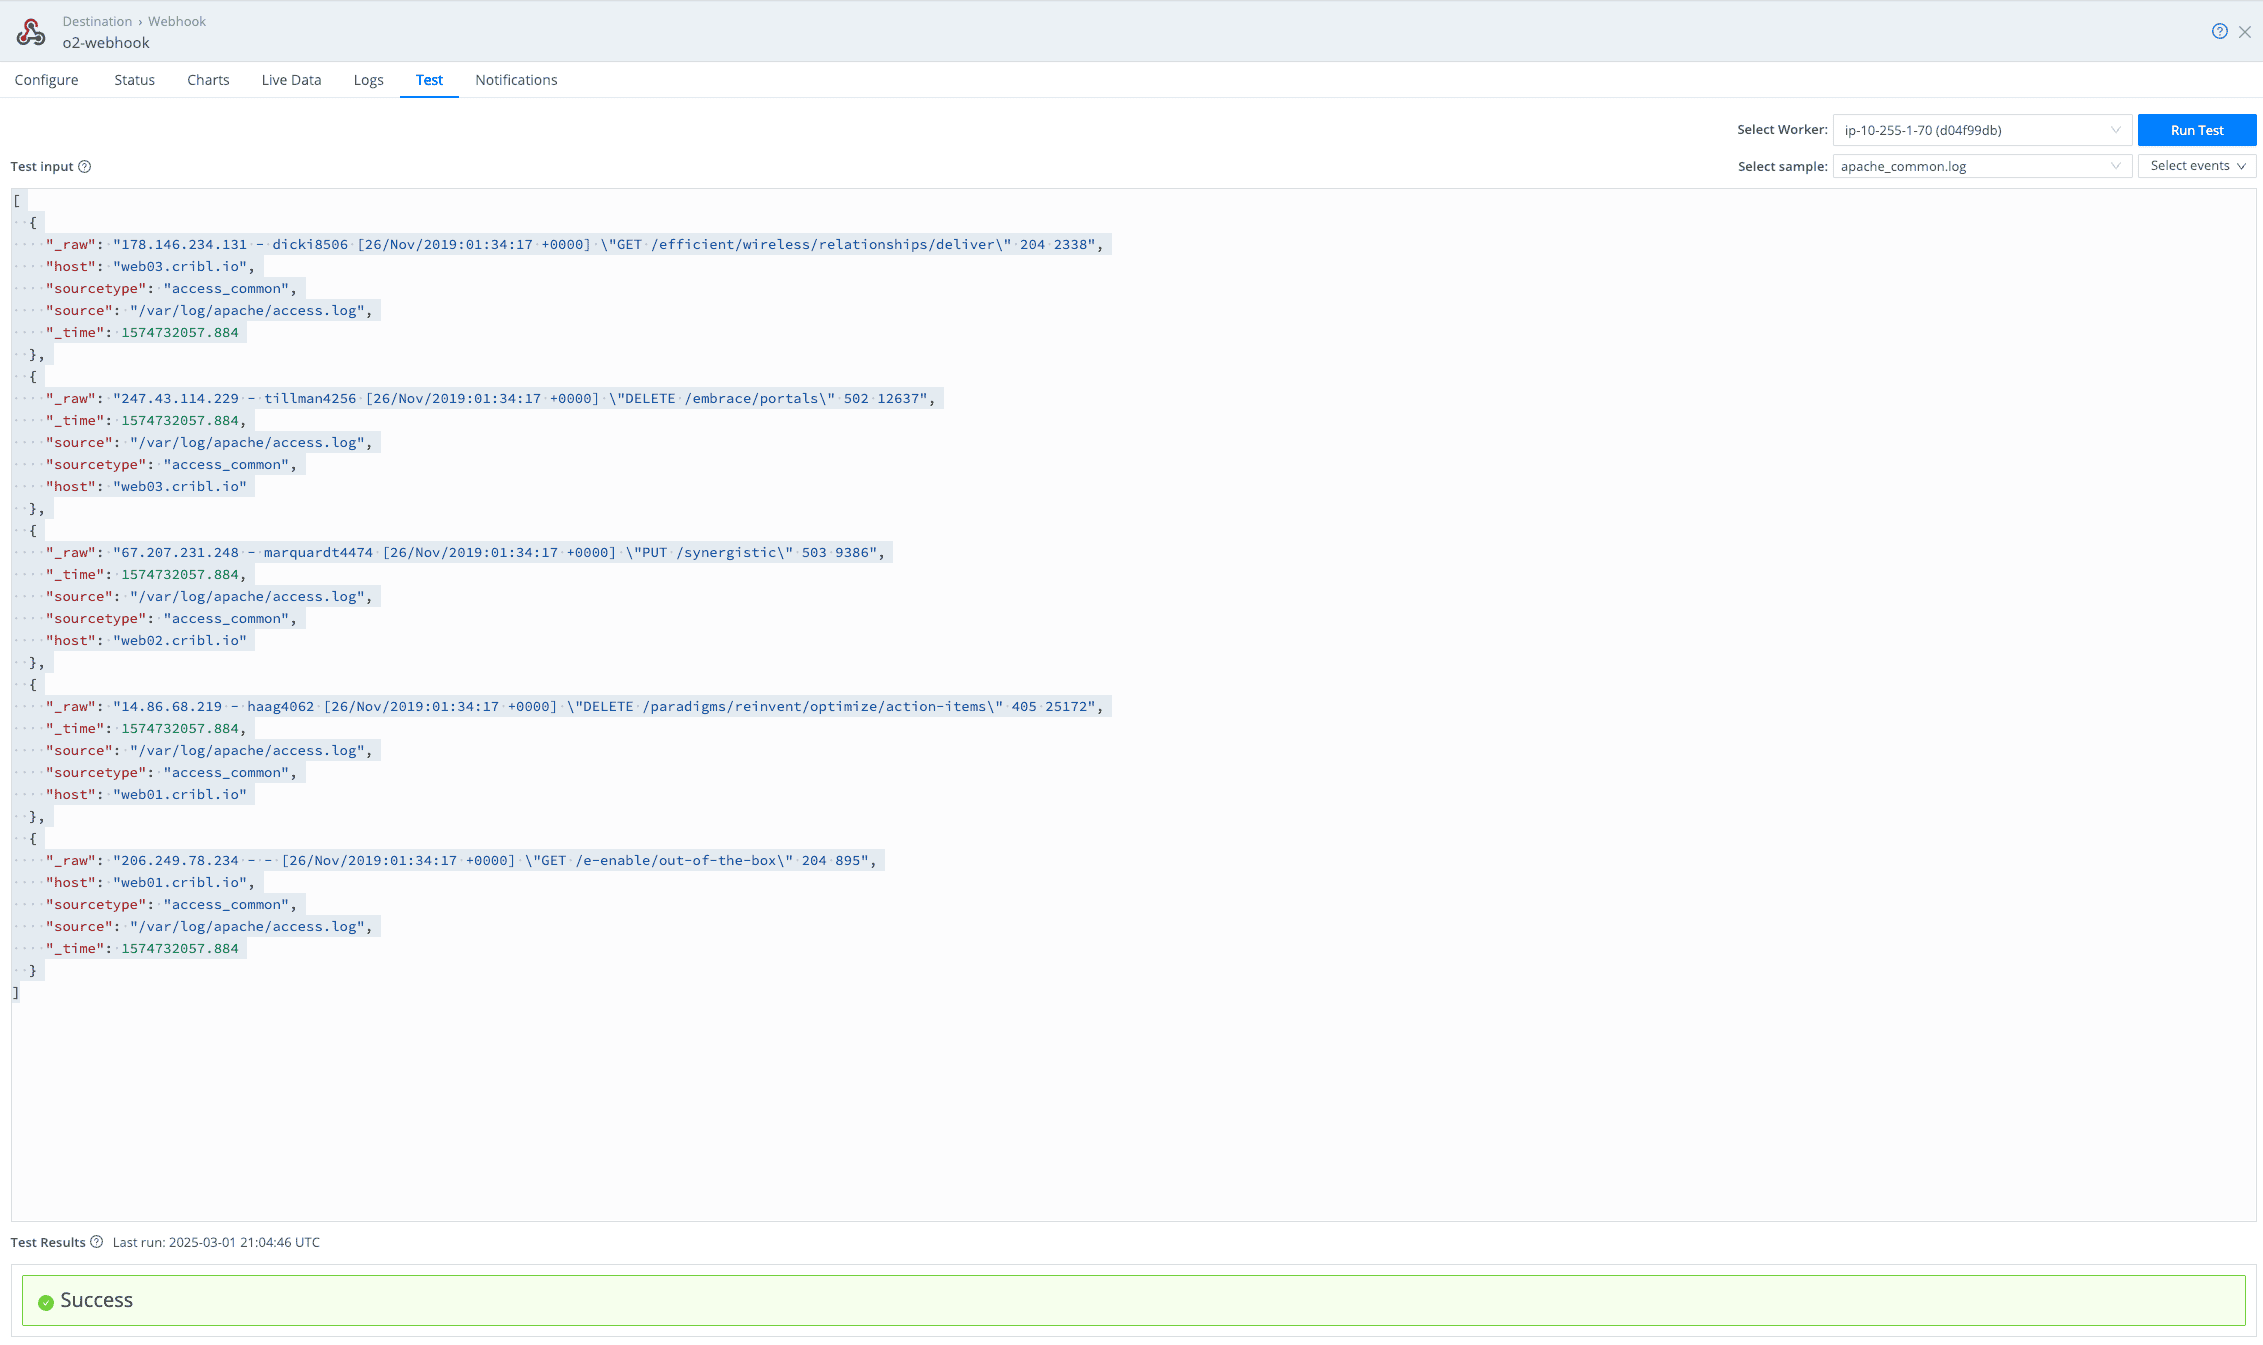 Destination › Webhook
o2-webhook
Configure Status Charts Live Data Logs Test Notifications
Select Worker: ip-10-255-1-70 (d04f99db) Run Test
Test input Select sample: apache_common.log Select events
[
  {
    "_raw": "178.146.234.131 - dicki8506 [26/Nov/2019:01:34:17 +0000] \"GET /efficient/wireless/relationships/deliver\" 204 2338",
    "host": "web03.cribl.io",
    "sourcetype": "access_common",
    "source": "/var/log/apache/access.log",
    "_time": 1574732057.884
  },
  {
    "_raw": "247.43.114.229 - tillman4256 [26/Nov/2019:01:34:17 +0000] \"DELETE /embrace/portals\" 502 12637",
    "_time": 1574732057.884,
    "source": "/var/log/apache/access.log",
    "sourcetype": "access_common",
    "host": "web03.cribl.io"
  },
  {
    "_raw": "67.207.231.248 - marquardt4474 [26/Nov/2019:01:34:17 +0000] \"PUT /synergistic\" 503 9386",
    "_time": 1574732057.884,
    "source": "/var/log/apache/access.log",
    "sourcetype": "access_common",
    "host": "web02.cribl.io"
  },
  {
    "_raw": "14.86.68.219 - haag4062 [26/Nov/2019:01:34:17 +0000] \"DELETE /paradigms/reinvent/optimize/action-items\" 405 25172",
    "_time": 1574732057.884,
    "source": "/var/log/apache/access.log",
    "sourcetype": "access_common",
    "host": "web01.cribl.io"
  },
  {
    "_raw": "206.249.78.234 - - [26/Nov/2019:01:34:17 +0000] \"GET /e-enable/out-of-the-box\" 204 895",
    "host": "web01.cribl.io",
    "sourcetype": "access_common",
    "source": "/var/log/apache/access.log",
    "_time": 1574732057.884
  }
]
Test Results Last run: 2025-03-01 21:04:46 UTC
Success